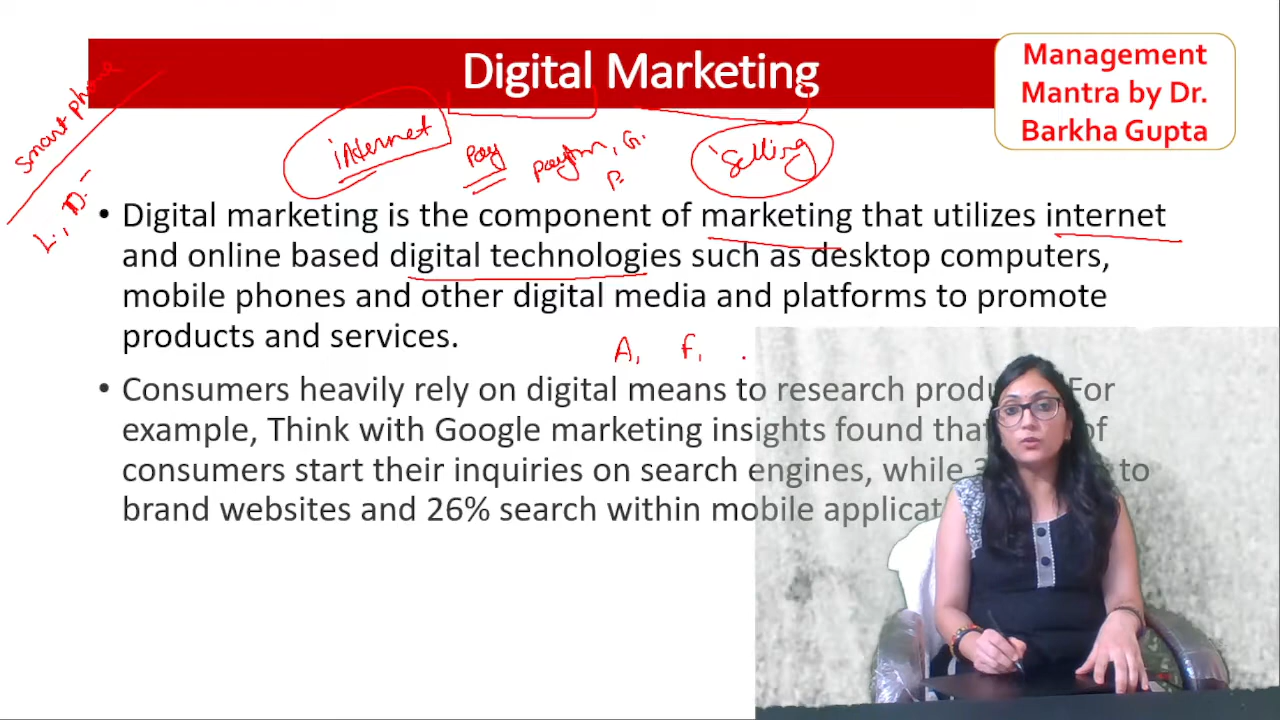 Digital Marketing
Management
Mantra by Dr.
Barkha Gupta
smart phone
L., D.-
internet
Pay
paytm, G.
P.
Selling
• Digital marketing is the component of marketing that utilizes internet
and online based digital technologies such as desktop computers,
mobile phones and other digital media and platforms to promote
products and services.
A, f, .
• Consumers heavily rely on digital means to research For
example, Think with Google marketing insights found that of
consumers start their inquiries on search engines, while to
brand websites and 26% search within mobile